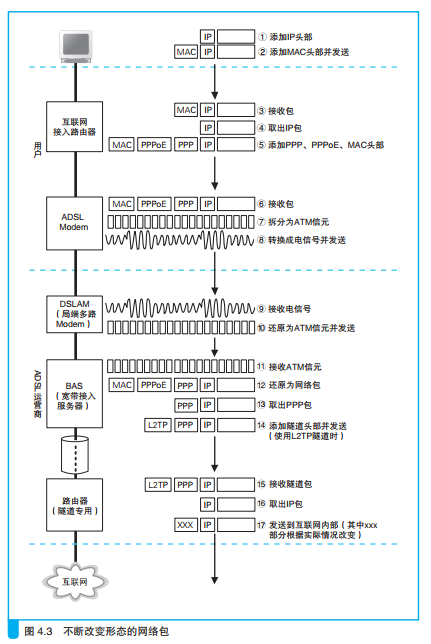 IP ① 添加IP头部
MAC IP ② 添加MAC头部并发送
用户
互联网
接入路由器
MAC IP ③ 接收包
IP ④ 取出IP包
MAC PPPoE PPP IP ⑤ 添加PPP、PPPoE、MAC头部
ADSL
Modem
MAC PPPoE PPP IP ⑥ 接收包
⑦ 拆分为ATM信元
⑧ 转换成电信号并发送
ADSL运营商
DSLAM
（局端多路
Modem）
⑨ 接收电信号
⑩ 还原为ATM信元并发送
BAS
（宽带接入
服务器）
⑪ 接收ATM信元
MAC PPPoE PPP IP ⑫ 还原为网络包
PPP IP ⑬ 取出PPP包
L2TP PPP IP ⑭ 添加隧道头部并发送
（使用L2TP隧道时）
路由器
（隧道专用）
L2TP PPP IP ⑮ 接收隧道包
IP ⑯ 取出IP包
XXX IP ⑰ 发送到互联网内部（其中xxx
部分根据实际情况改变）
互联网
图 4.3 不断改变形态的网络包